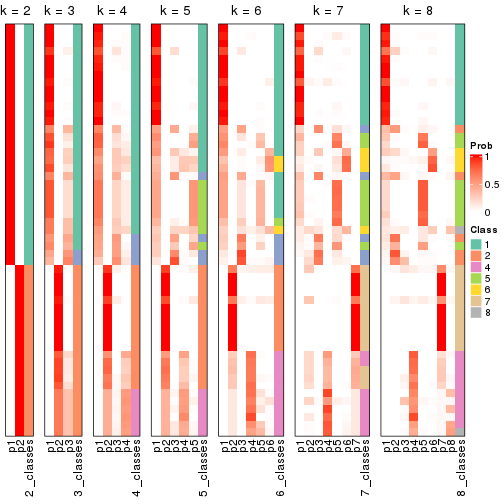 k = 2 k = 3 k = 4 k = 5 k = 6 k = 7 k = 8
Prob
1
0.5
0
Class
1
2
4
5
6
7
8
p1 p2 2_classes
p1 p2 p3 3_classes
p1 p2 p3 p4 4_classes
p1 p2 p3 p4 p5 5_classes
p1 p2 p3 p4 p5 p6 6_classes
p1 p2 p3 p4 p5 p6 p7 7_classes
p1 p2 p3 p4 p5 p6 p7 p8 8_classes